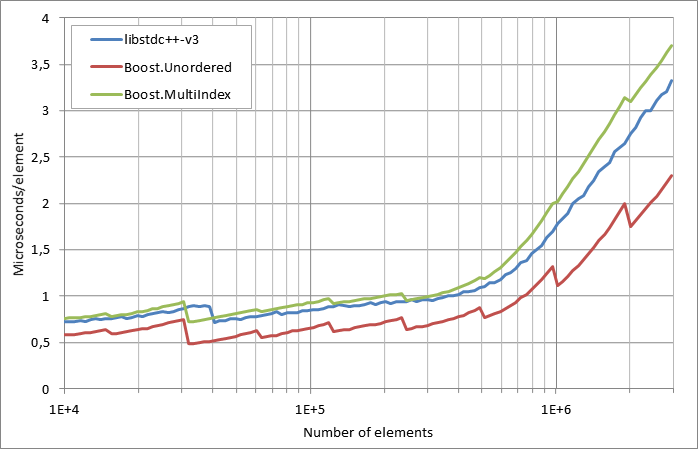 4
3,5
3
2,5
2
1,5
1
0,5
0
Microseconds/element
libstdc++-v3
Boost.Unordered
Boost.MultiIndex
1E+4 1E+5 1E+6
Number of elements